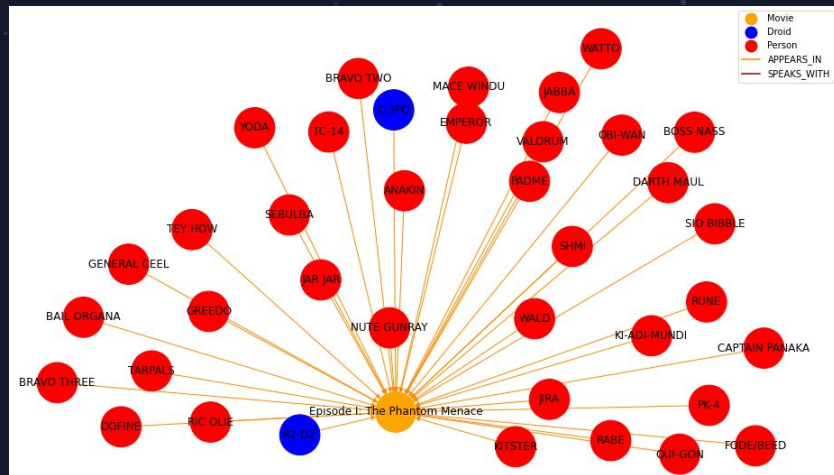 Movie
Droid
Person
APPEARS_IN
SPEAKS_WITH
WATTO
BRAVO TWO
MACE WINDU
JABBA
C-3PO
EMPEROR
YODA
TC-14
VALORUM
OBI-WAN
BOSS NASS
PADME
DARTH MAUL
ANAKIN
SEBULBA
SIO BIBBLE
TEY HOW
SHMI
GENERAL CEEL
JAR JAR
RUNE
GREEDO
BAIL ORGANA
WALD
NUTE GUNRAY
KI-ADI-MUNDI
CAPTAIN PANAKA
TARPALS
BRAVO THREE
JIRA
PK-4
Episode I: The Phantom Menace
RIC OLIE
DOFINE
R2-D2
RABE
KITSTER
FODE/BEED
QUI-GON